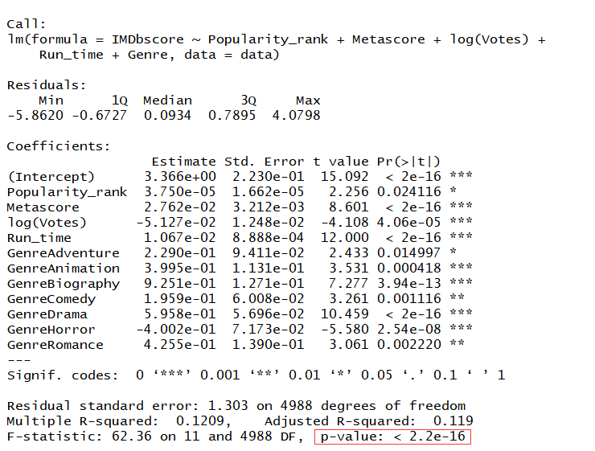 Call:
lm(formula = IMDbscore ~ Popularity_rank + Metascore + log(Votes) +
    Run_time + Genre, data = data)
Residuals:
    Min      1Q  Median      3Q     Max
-5.8620 -0.6727  0.0934  0.7895  4.0798
Coefficients:
                  Estimate Std. Error t value Pr(>|t|)
(Intercept)      3.366e+00  2.230e-01  15.092  < 2e-16 ***
Popularity_rank  3.750e-05  1.662e-05   2.256 0.024116 *
Metascore        2.762e-02  3.212e-03   8.601  < 2e-16 ***
log(Votes)      -5.127e-02  1.248e-02  -4.108 4.06e-05 ***
Run_time         1.067e-02  8.888e-04  12.000  < 2e-16 ***
GenreAdventure   2.290e-01  9.411e-02   2.433 0.014997 *
GenreAnimation   3.995e-01  1.131e-01   3.531 0.000418 ***
GenreBiography   9.251e-01  1.271e-01   7.277 3.94e-13 ***
GenreComedy      1.959e-01  6.008e-02   3.261 0.001116 **
GenreDrama       5.958e-01  5.696e-02  10.459  < 2e-16 ***
GenreHorror     -4.002e-01  7.173e-02  -5.580 2.54e-08 ***
GenreRomance     4.255e-01  1.390e-01   3.061 0.002220 **
---
Signif. codes:  0 ‘***’ 0.001 ‘**’ 0.01 ‘*’ 0.05 ‘.’ 0.1 ‘ ’ 1
Residual standard error: 1.303 on 4988 degrees of freedom
Multiple R-squared:  0.1209,    Adjusted R-squared:  0.119
F-statistic: 62.36 on 11 and 4988 DF,  p-value: < 2.2e-16